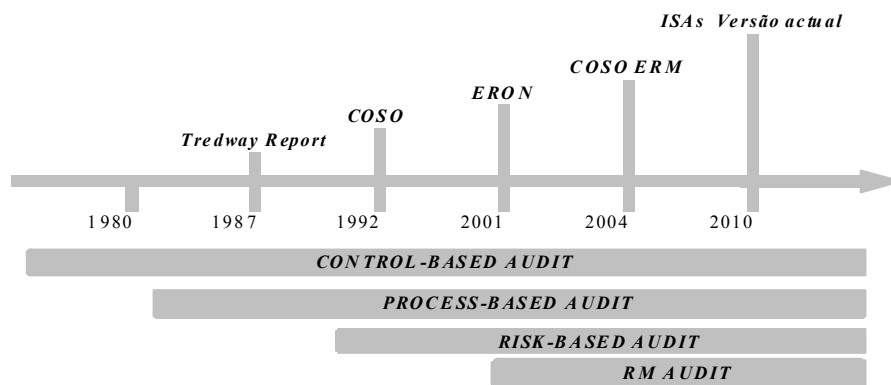 ISAs Versão actual
COSO ERM
ERON
COSO
Tredway Report
1980 1987 1992 2001 2004 2010
CONTROL-BASED AUDIT
PROCESS-BASED AUDIT
RISK-BASED AUDIT
RM AUDIT